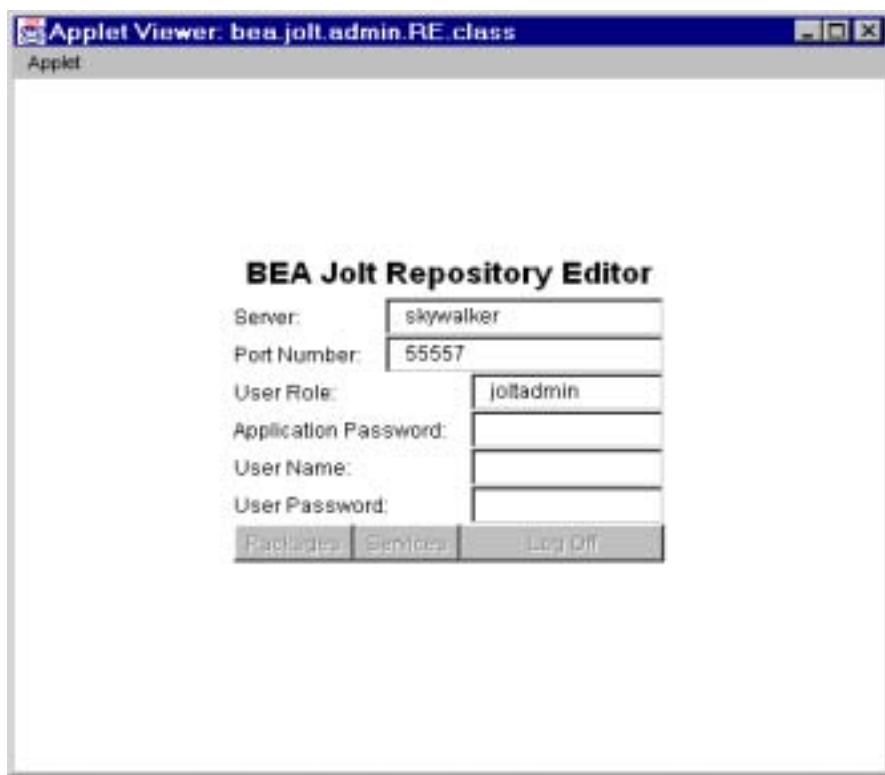 Applet Viewer: bea.jolt.admin.RE.class
Applet
BEA Jolt Repository Editor
Server: skywalker
Port Number: 55557
User Role: joltadmin
Application Password:
User Name:
User Password:
Packages Services Log Off